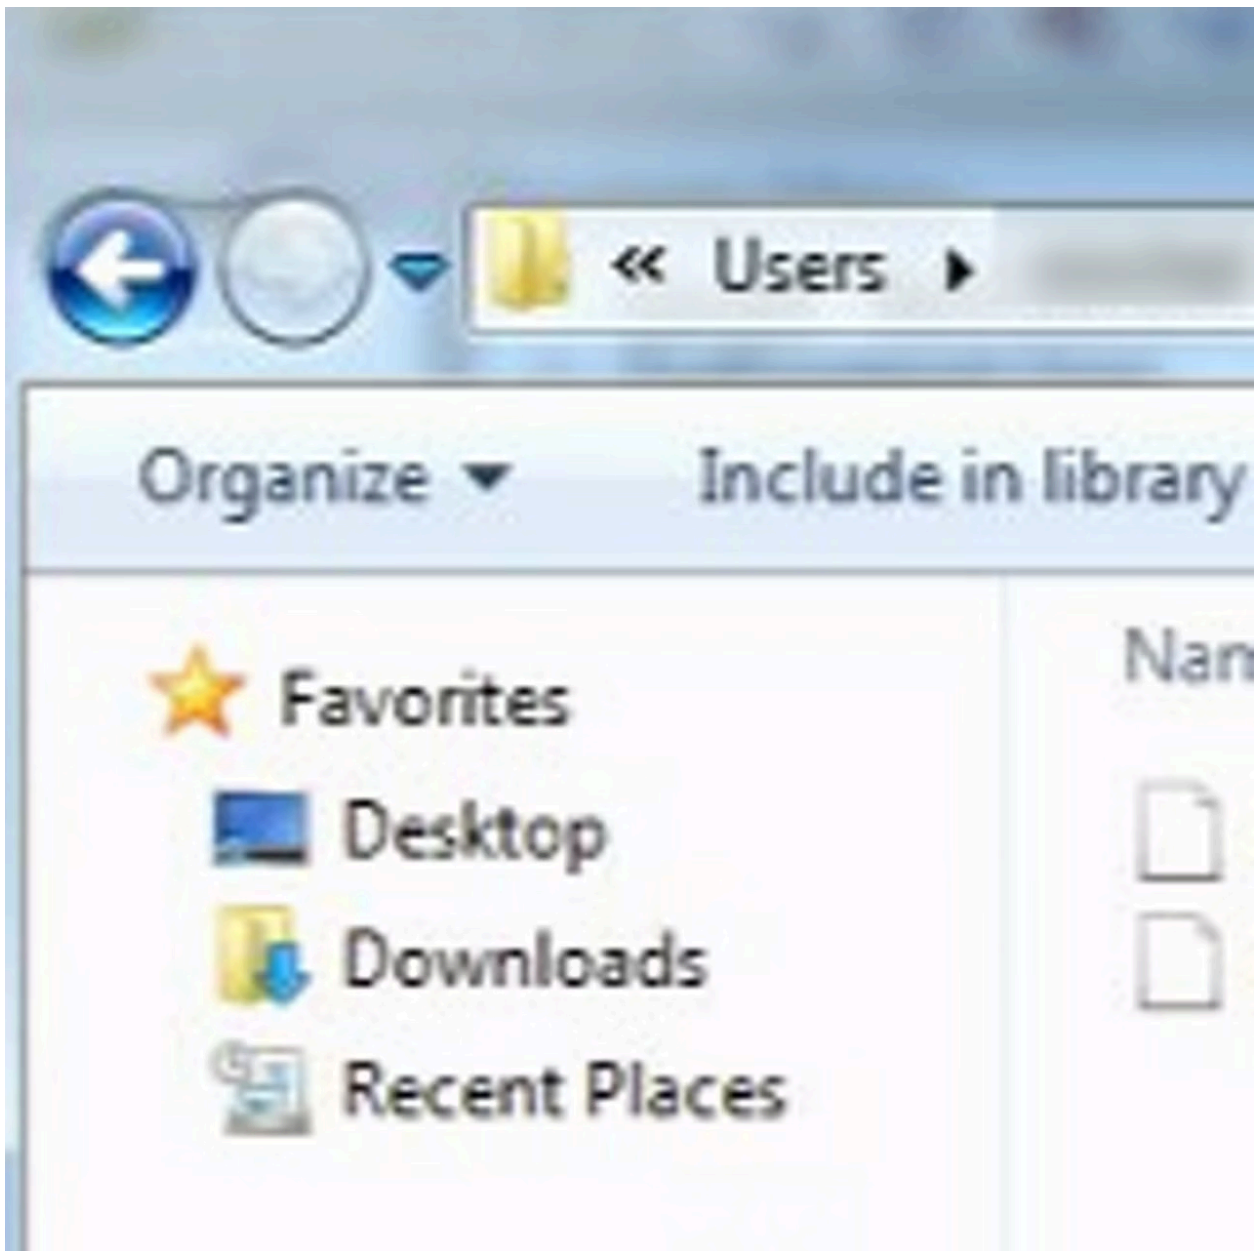 « Users ▶
Organize ▼ Include in library
Favorites
Desktop
Downloads
Recent Places